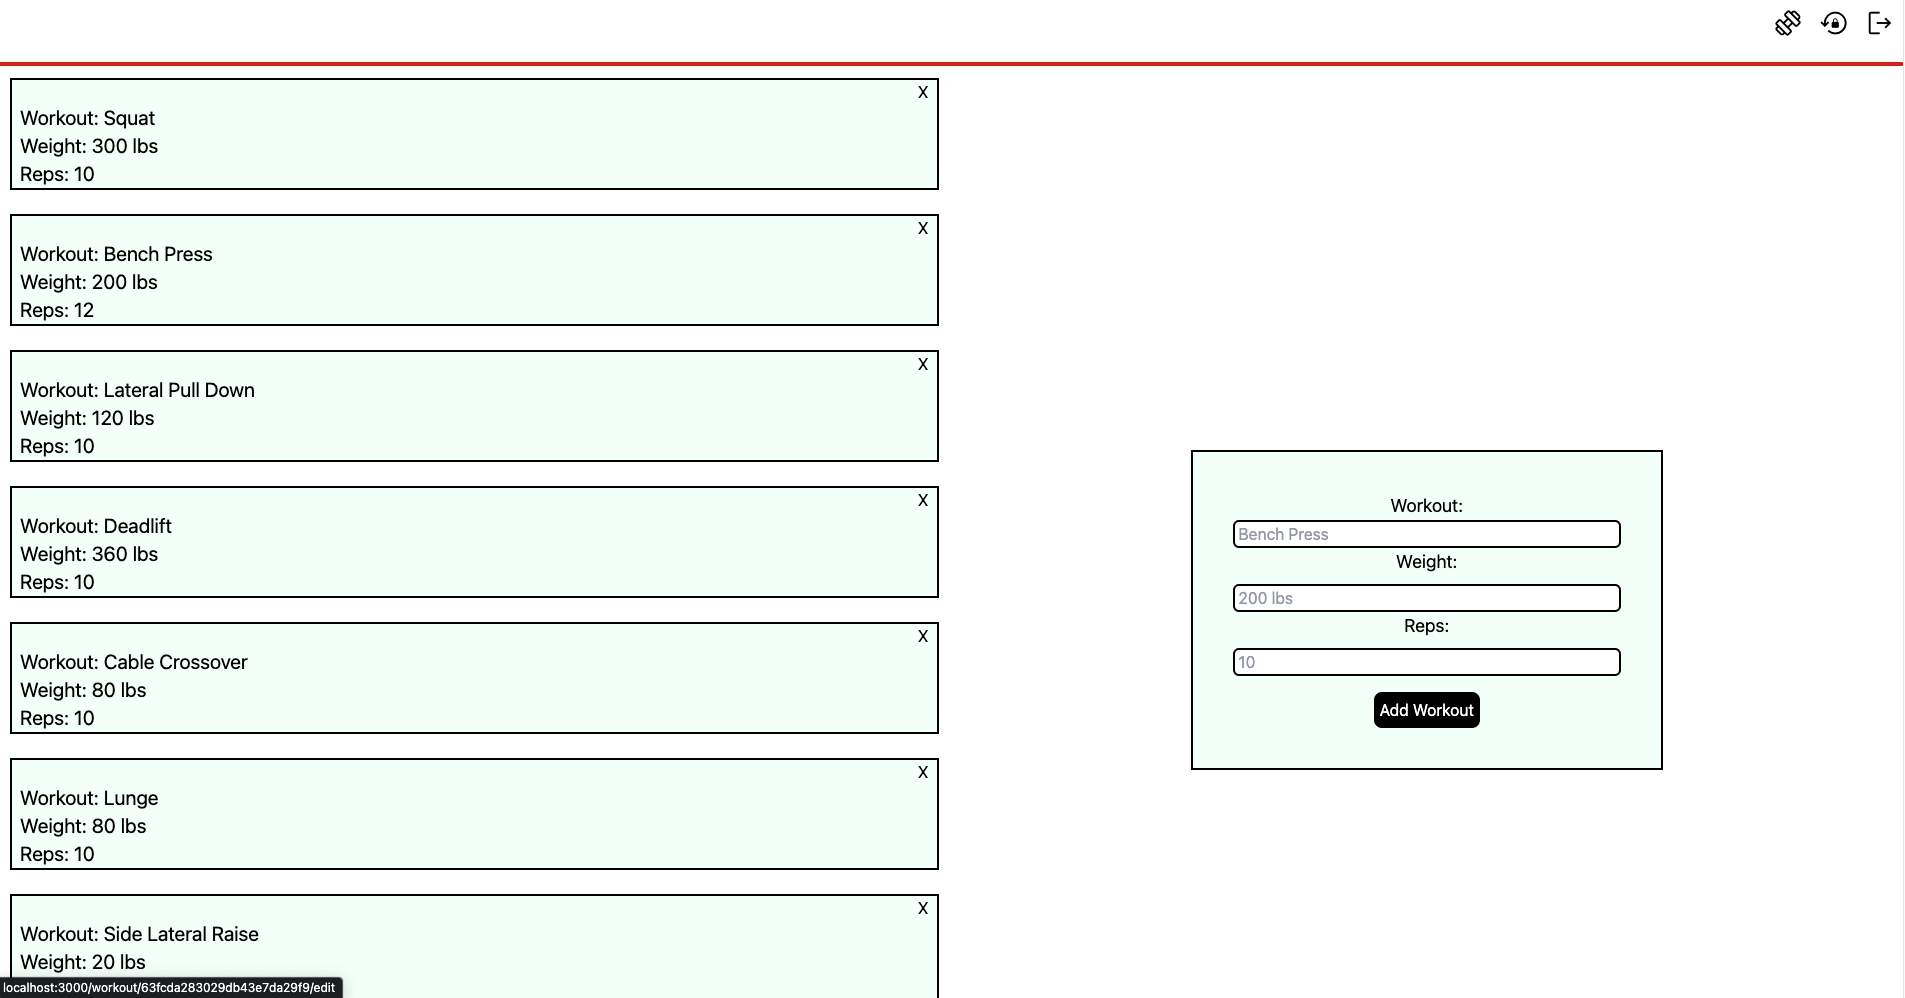 X
Workout: Squat
Weight: 300 lbs
Reps: 10
X
Workout: Bench Press
Weight: 200 lbs
Reps: 12
X
Workout: Lateral Pull Down
Weight: 120 lbs
Reps: 10
X
Workout: Deadlift
Weight: 360 lbs
Reps: 10
X
Workout: Cable Crossover
Weight: 80 lbs
Reps: 10
X
Workout: Lunge
Weight: 80 lbs
Reps: 10
X
Workout: Side Lateral Raise
Weight: 20 lbs
localhost:3000/workout/63fcda283029db43e7da29f9/edit
Workout:
Bench Press
Weight:
200 lbs
Reps:
10
Add Workout